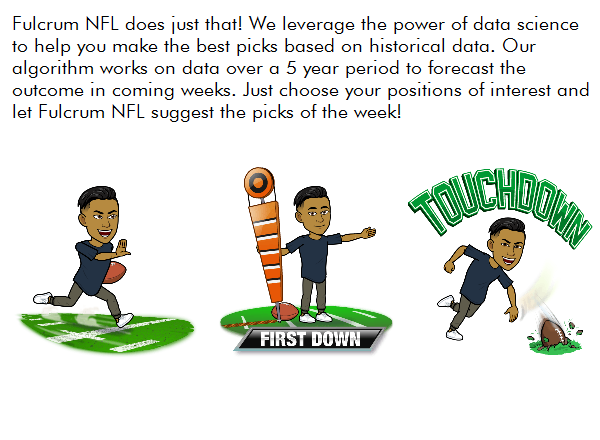 Fulcrum NFL does just that! We leverage the power of data science
to help you make the best picks based on historical data. Our
algorithm works on data over a 5 year period to forecast the
outcome in coming weeks. Just choose your positions of interest and
let Fulcrum NFL suggest the picks of the week!
TOUCHDOWN
FIRST DOWN